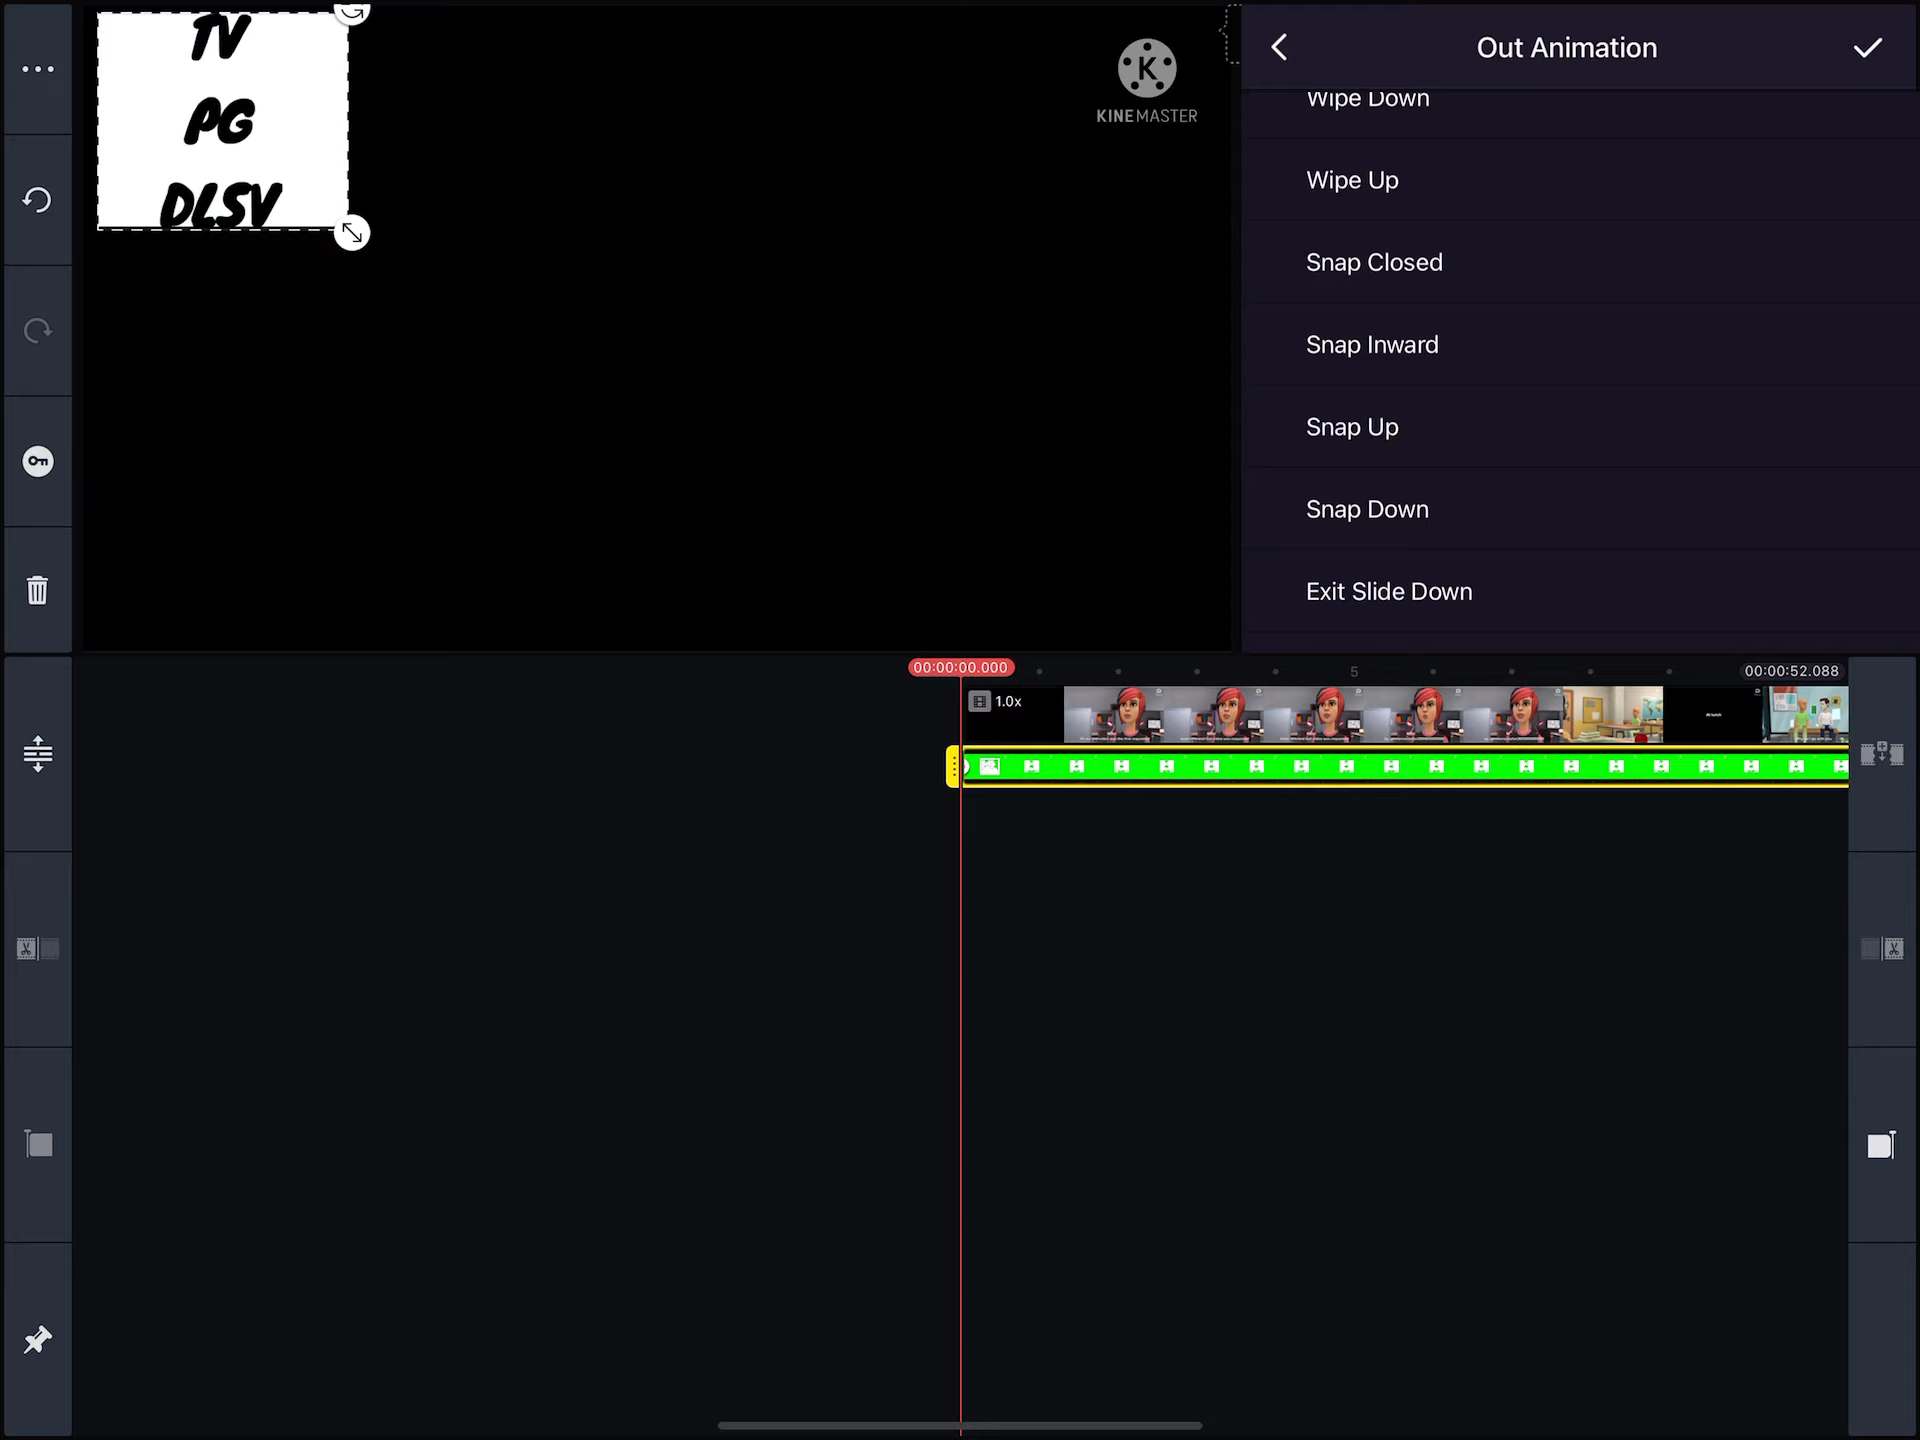 TV
PG
DLSV
K
KINEMASTER
Out Animation
Wipe Down
Wipe Up
Snap Closed
Snap Inward
Snap Up
Snap Down
Exit Slide Down
00:00:00.000
5
00:00:52.088
1.0x